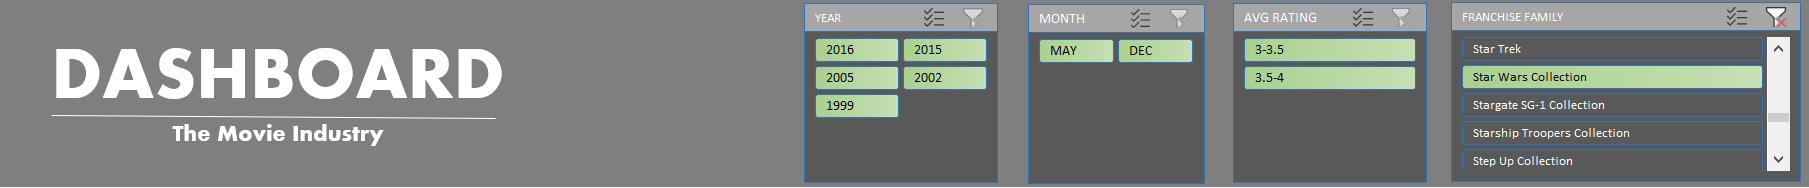 DASHBOARD
The Movie Industry
YEAR
2016 2015
2005 2002
1999
MONTH
MAY DEC
AVG RATING
3-3.5
3.5-4
FRANCHISE FAMILY
Star Trek
Star Wars Collection
Stargate SG-1 Collection
Starship Troopers Collection
Step Up Collection